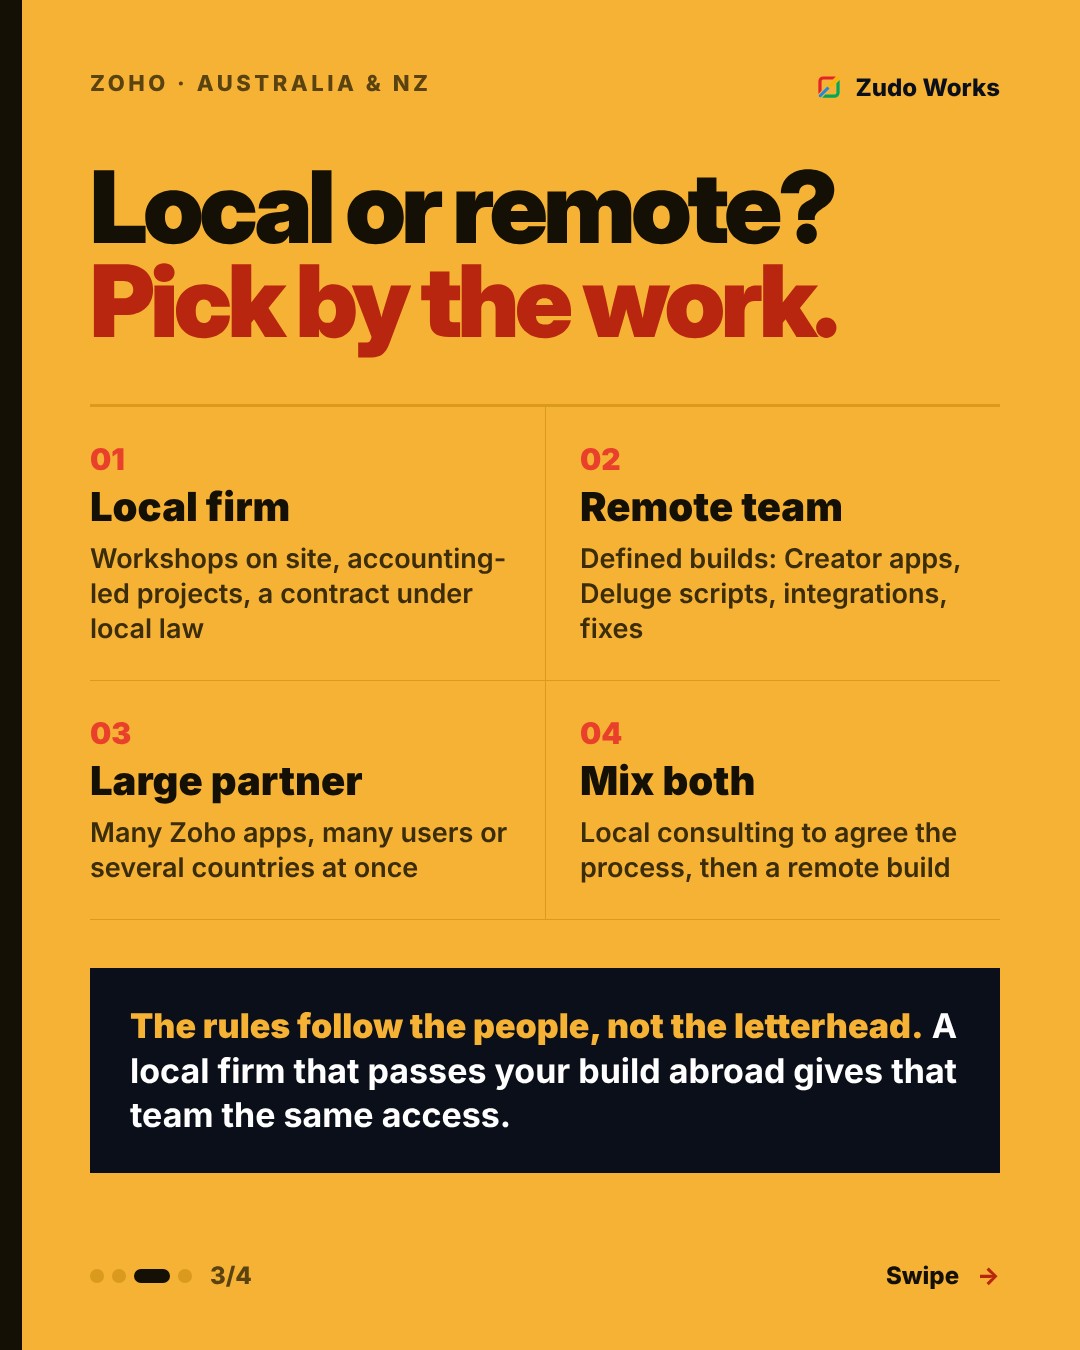 ZOHO · AUSTRALIA & NZ
Zudo Works
Local or remote?
Pick by the work.
01
Local firm
Workshops on site, accounting-
led projects, a contract under
local law
02
Remote team
Defined builds: Creator apps,
Deluge scripts, integrations,
fixes
03
Large partner
Many Zoho apps, many users or
several countries at once
04
Mix both
Local consulting to agree the
process, then a remote build
The rules follow the people, not the letterhead. A
local firm that passes your build abroad gives that
team the same access.
3/4
Swipe →